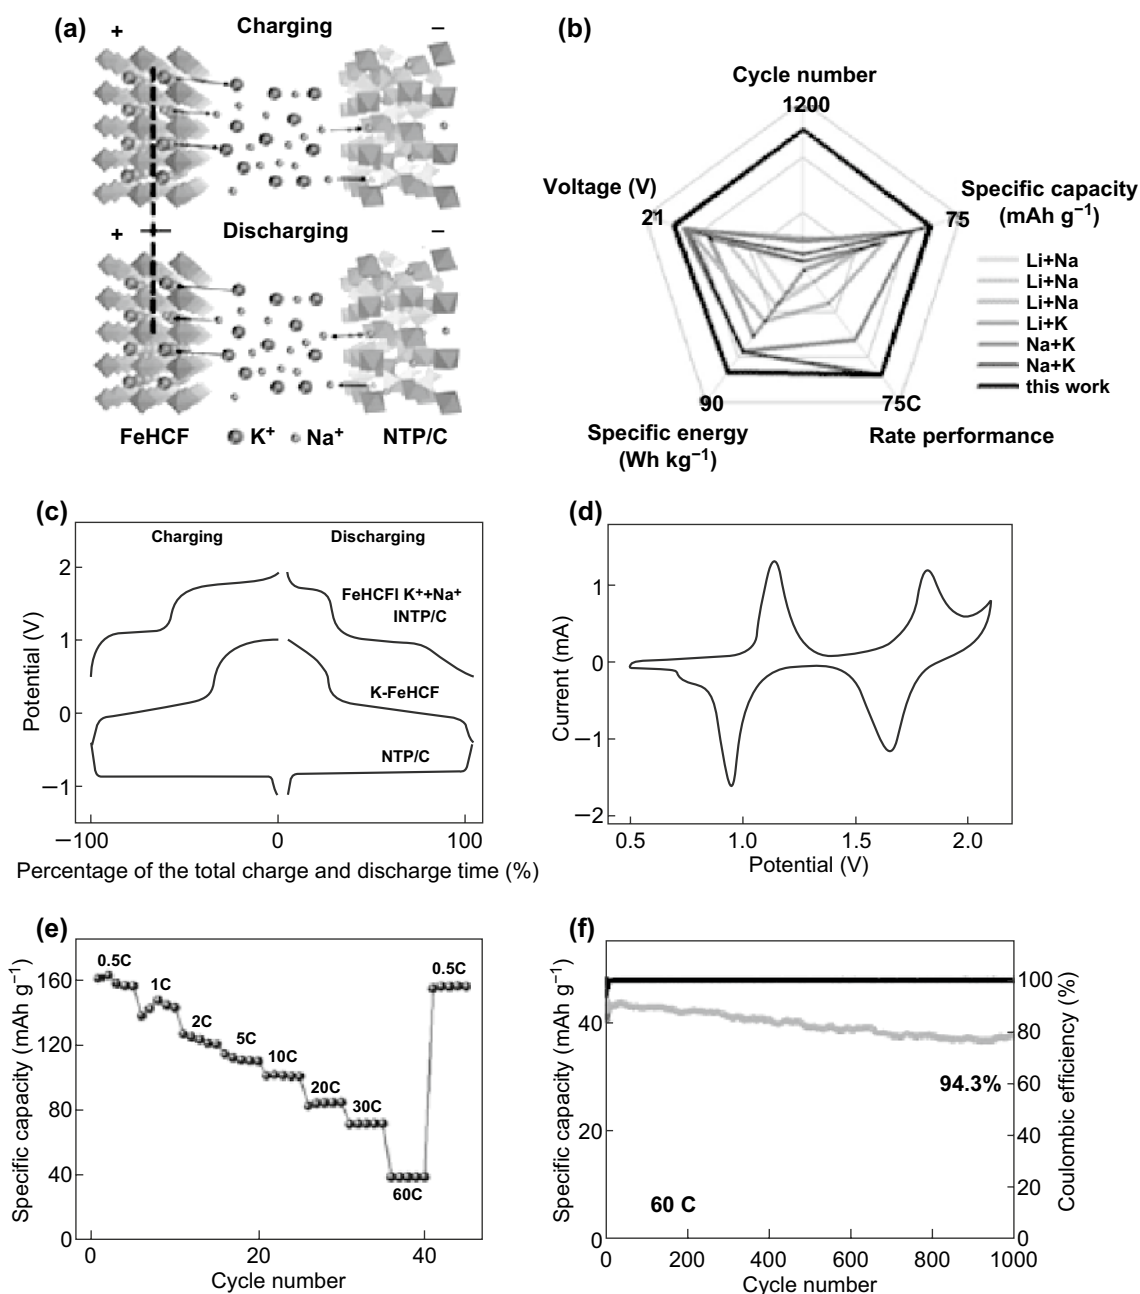 (a)
+ Charging −
+ Discharging −
FeHCF K⁺ Na⁺ NTP/C
(b)
Cycle number
1200
Voltage (V)
21
Specific capacity
(mAh g⁻¹)
75
90
Specific energy
(Wh kg⁻¹)
75C
Rate performance
Li+Na
Li+Na
Li+Na
Li+K
Na+K
Na+K
this work
(c)
Charging Discharging
FeHCFI K⁺+Na⁺
INTP/C
K-FeHCF
NTP/C
Potential (V)
2
1
0
−1
−100 0 100
Percentage of the total charge and discharge time (%)
(d)
Current (mA)
1
0
−1
−2
0.5 1.0 1.5 2.0
Potential (V)
(e)
Specific capacity (mAh g⁻¹)
160
120
80
40
0
0.5C
1C
2C
5C
10C
20C
30C
60C
0.5C
0 20 40
Cycle number
(f)
Specific capacity (mAh g⁻¹)
40
20
0
94.3%
60 C
100
80
60
40
20
0
Coulombic efficiency (%)
0 200 400 600 800 1000
Cycle number